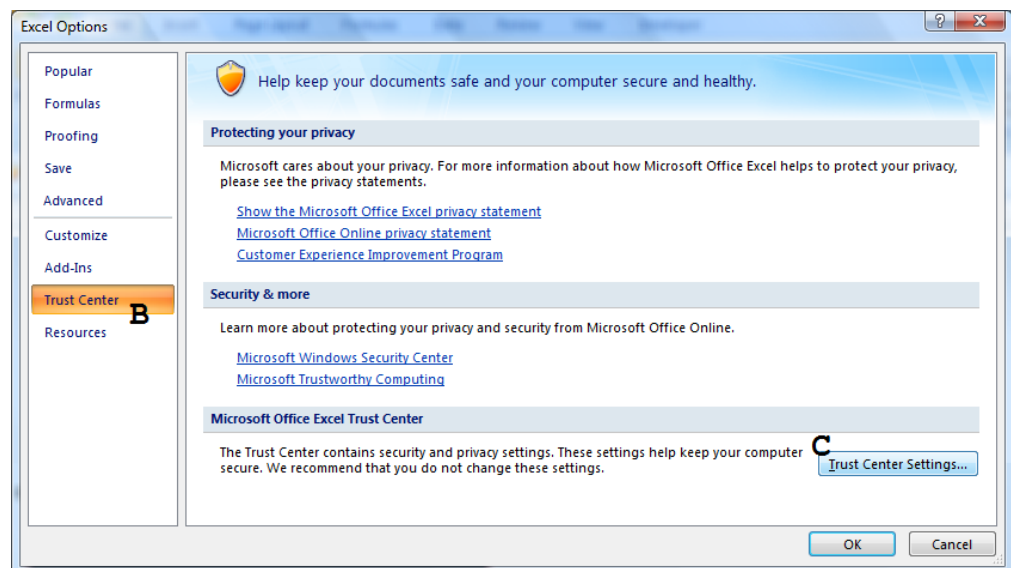 Excel Options
Popular
Formulas
Proofing
Save
Advanced
Customize
Add-Ins
Trust Center
B
Resources
Help keep your documents safe and your computer secure and healthy.
Protecting your privacy
Microsoft cares about your privacy. For more information about how Microsoft Office Excel helps to protect your privacy,
please see the privacy statements.
Show the Microsoft Office Excel privacy statement
Microsoft Office Online privacy statement
Customer Experience Improvement Program
Security & more
Learn more about protecting your privacy and security from Microsoft Office Online.
Microsoft Windows Security Center
Microsoft Trustworthy Computing
Microsoft Office Excel Trust Center
The Trust Center contains security and privacy settings. These settings help keep your computer
secure. We recommend that you do not change these settings.
C
Trust Center Settings...
OK
Cancel